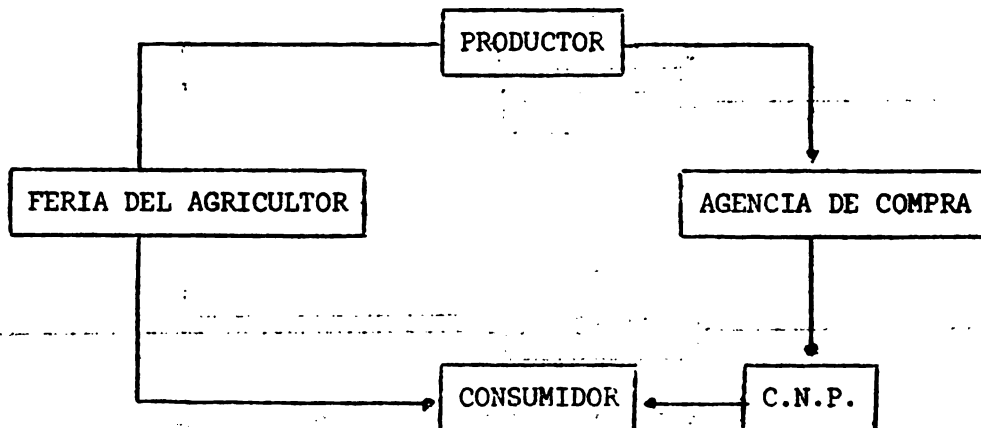 PRODUCTOR
FERIA DEL AGRICULTOR
AGENCIA DE COMPRA
CONSUMIDOR
C.N.P.